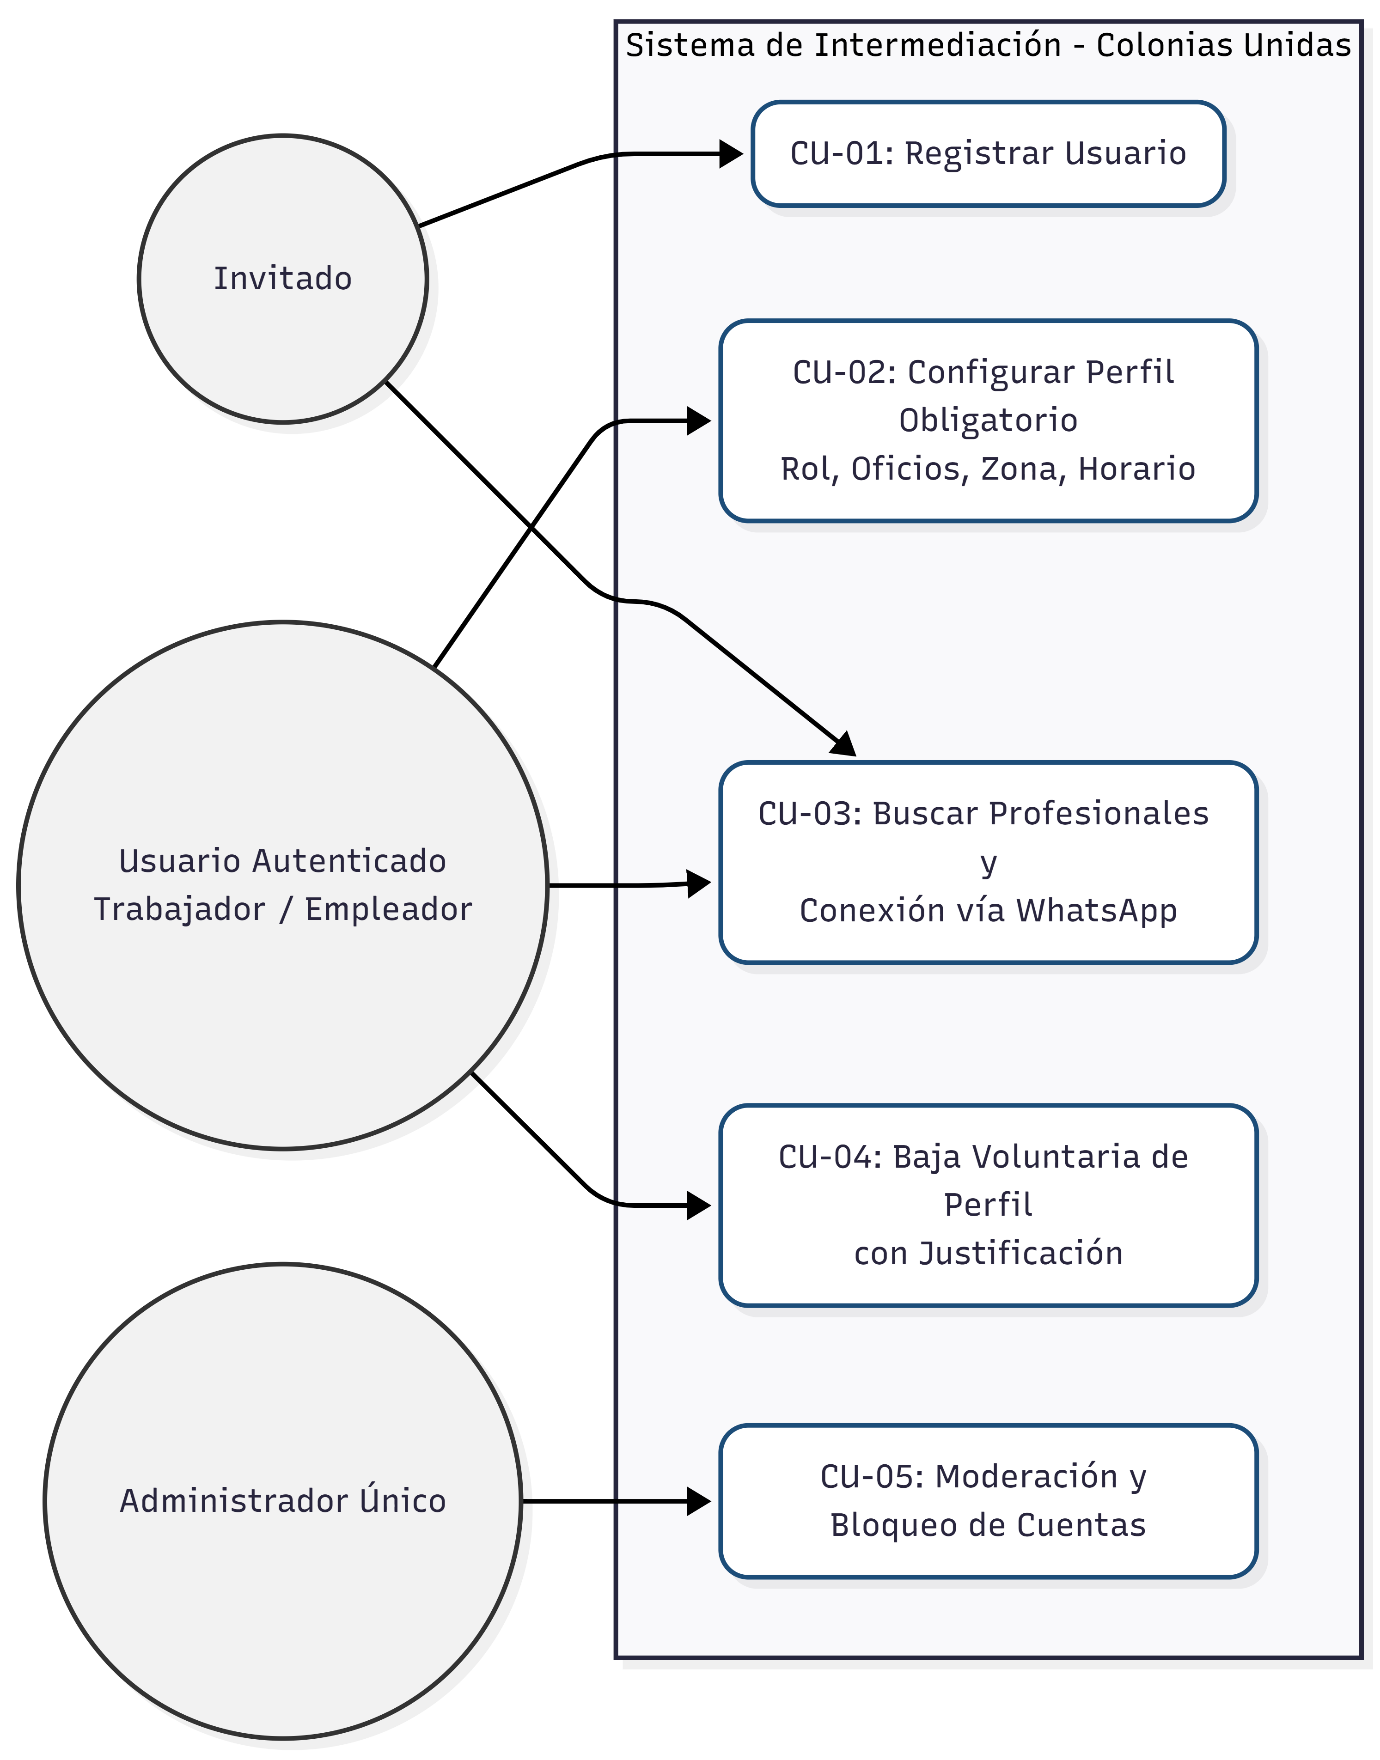 Sistema de Intermediación - Colonias Unidas
CU-01: Registrar Usuario
Invitado
CU-02: Configurar Perfil
Obligatorio
Rol, Oficios, Zona, Horario
Usuario Autenticado
Trabajador / Empleador
CU-03: Buscar Profesionales
y
Conexión vía WhatsApp
CU-04: Baja Voluntaria de
Perfil
con Justificación
Administrador Único
CU-05: Moderación y
Bloqueo de Cuentas